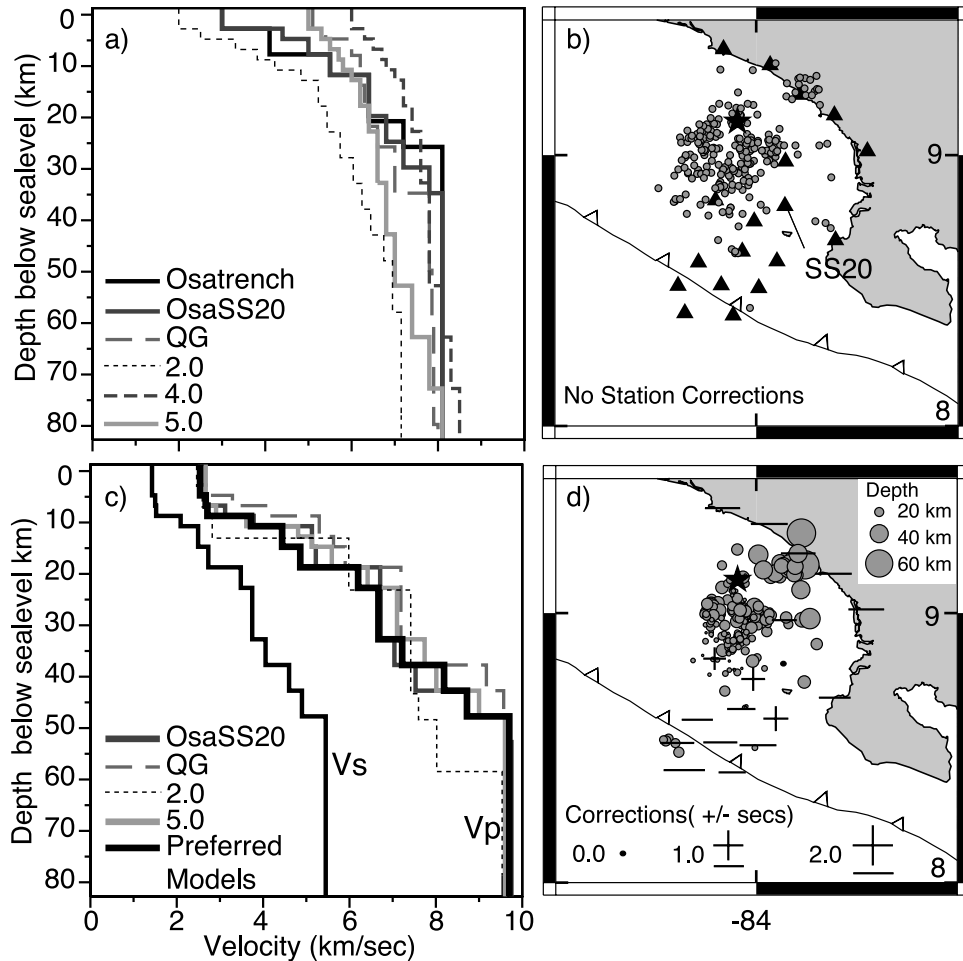 a)
0
10
20
30
40
50
60
70
80
Depth below sealevel (km)
Osatrench
OsaSS20
QG
2.0
4.0
5.0
b)
9
SS20
No Station Corrections
8
c)
0
10
20
30
40
50
60
70
80
Depth below sealevel km)
OsaSS20
QG
2.0
5.0
Preferred
Models
Vs
Vp
0
2
4
6
8
10
Velocity (km/sec)
d)
Depth
20 km
40 km
60 km
9
Corrections( +/- secs)
0.0
1.0
2.0
8
-84